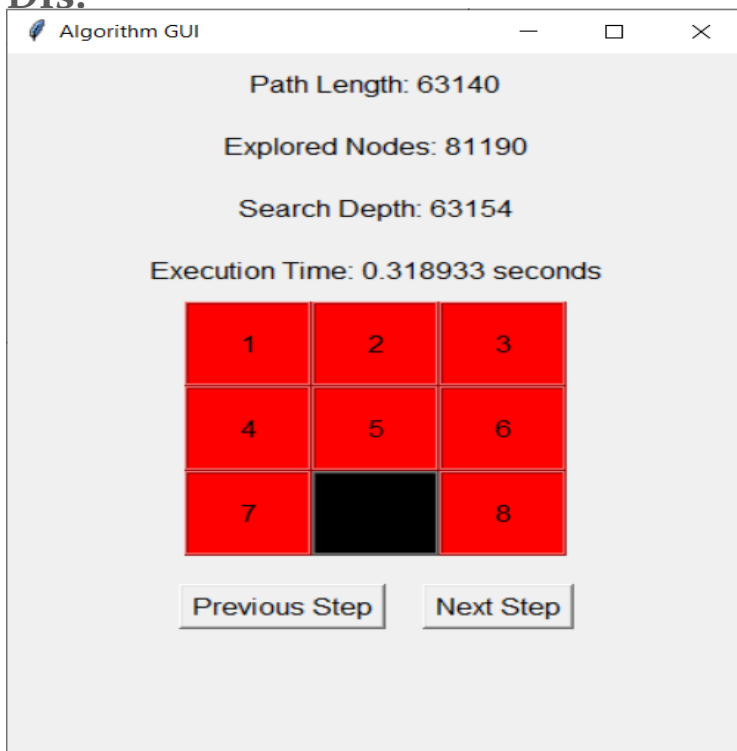 Dfs:
Algorithm GUI
Path Length: 63140
Explored Nodes: 81190
Search Depth: 63154
Execution Time: 0.318933 seconds
1 2 3
4 5 6
7 8
Previous Step Next Step